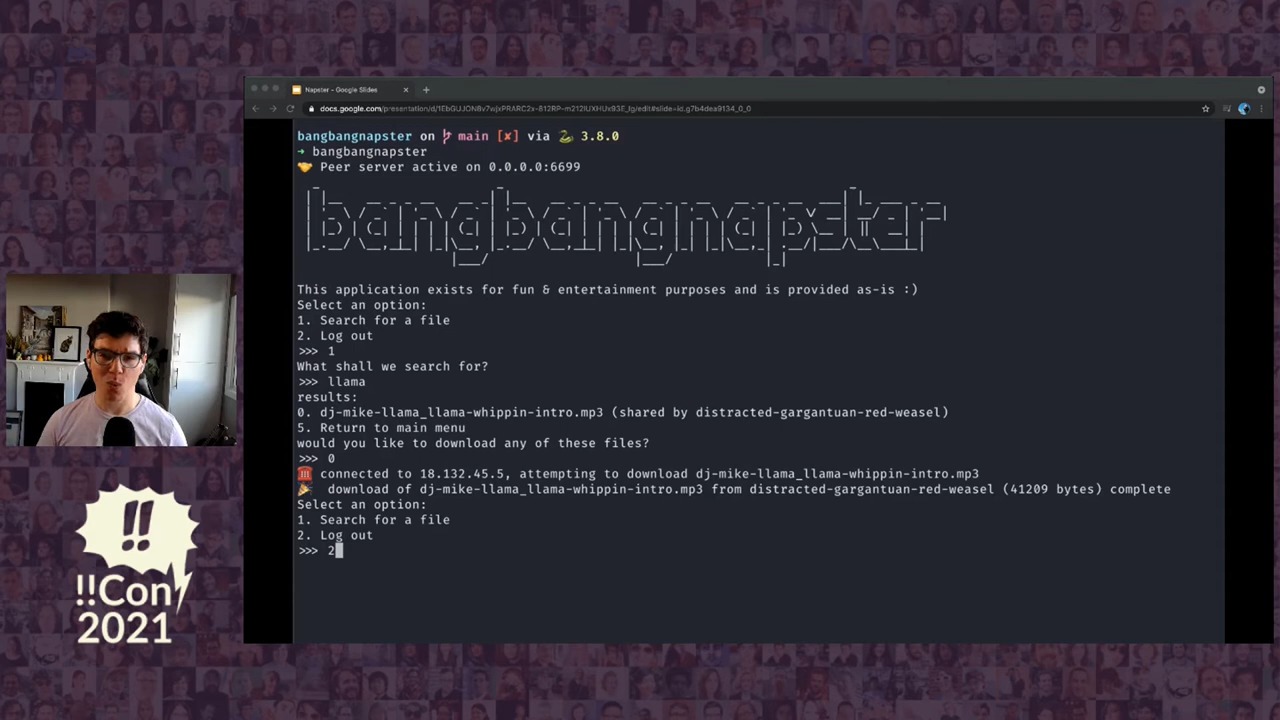 Napster - Google Slides
bangbangnapster on main [✘] via 🐍 3.8.0
➜ bangbangnapster
🤝 Peer server active on 0.0.0.0:6699
bangbangnapster
This application exists for fun & entertainment purposes and is provided as-is :)
Select an option:
1. Search for a file
2. Log out
>>> 1
What shall we search for?
>>> llama
results:
0. dj-mike-llama_llama-whippin-intro.mp3 (shared by distracted-gargantuan-red-weasel)
5. Return to main menu
would you like to download any of these files?
>>> 0
☎️ connected to 18.132.45.5, attempting to download dj-mike-llama_llama-whippin-intro.mp3
🎉 download of dj-mike-llama_llama-whippin-intro.mp3 from distracted-gargantuan-red-weasel (41209 bytes) complete
Select an option:
1. Search for a file
2. Log out
>>> 2
!!
!!Con
2021